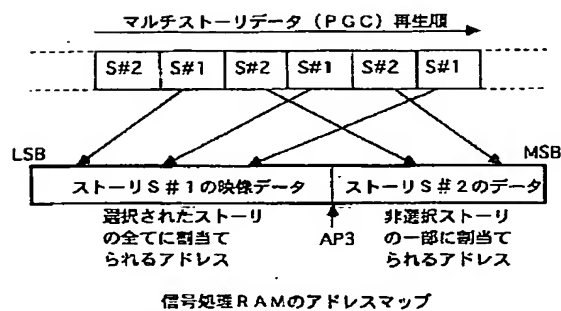 マルチストーリデータ（PGC）再生順
S#2 S#1 S#2 S#1 S#2 S#1
LSB MSB
ストーリS#1の映像データ ストーリS#2のデータ
選択されたストーリ
の全てに割当て
られるアドレス
AP3
非選択ストーリ
の一部に割当て
られるアドレス
信号処理RAMのアドレスマップ